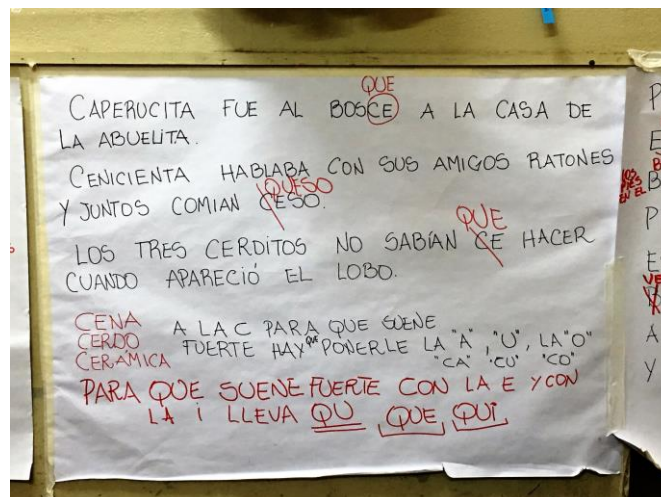 QUE
CAPERUCITA FUE AL BOSCE A LA CASA DE
LA ABUELITA.
CENICIENTA HABLABA CON SUS AMIGOS RATONES
QUESO
Y JUNTOS COMIAN CESO.
QUE
LOS TRES CERDITOS NO SABÍAN CE HACER
CUANDO APARECIÓ EL LOBO.
CENA
CERDO
CERÁMICA
A LA C PARA QUE SUENE
FUERTE HAY QUE PONERLE LA "A", "U", LA "O"
"CA" "CU" "CO"
PARA QUE SUENE FUERTE CON LA E Y CON
LA I LLEVA QU QUE QUI